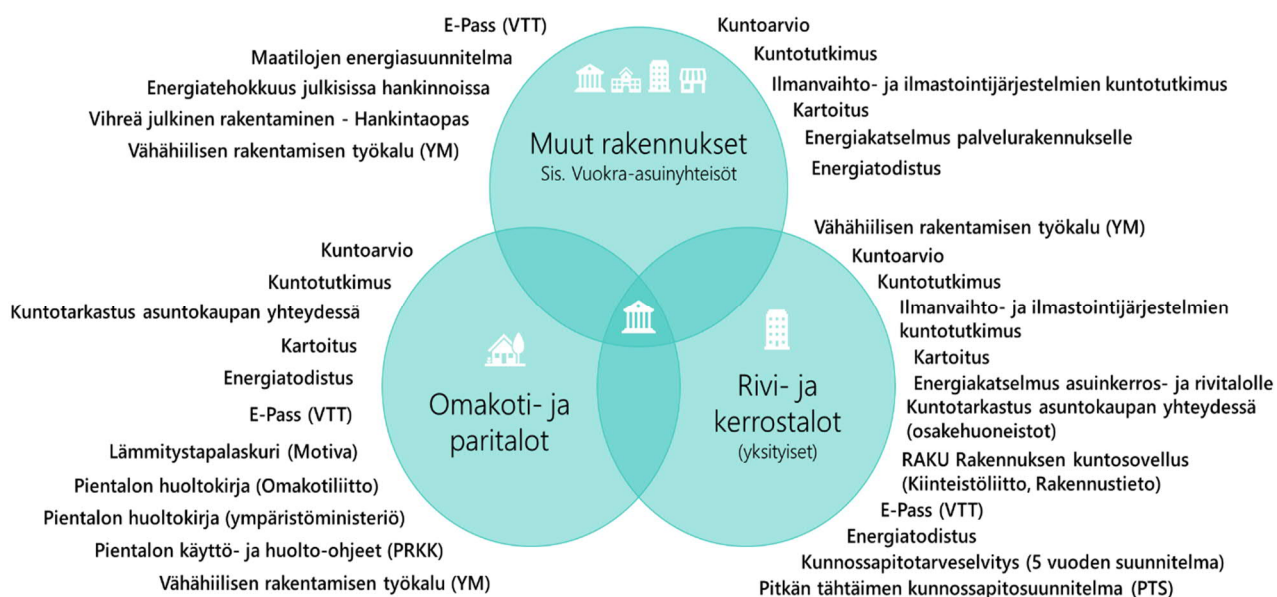 E-Pass (VTT)
Maatilojen energiasuunnitelma
Energiatehokkuus julkisissa hankinnoissa
Vihreä julkinen rakentaminen - Hankintaopas
Vähähiilisen rakentamisen työkalu (YM)
Kuntoarvio
Kuntotutkimus
Ilmanvaihto- ja ilmastointijärjestelmien kuntotutkimus
Kartoitus
Energiakatselmus palvelurakennukselle
Energiatodistus
Muut rakennukset
Sis. Vuokra-asuinyhteisöt
Kuntoarvio
Kuntotutkimus
Kuntotarkastus asuntokaupan yhteydessä
Kartoitus
Energiatodistus
E-Pass (VTT)
Lämmitystapalaskuri (Motiva)
Pientalon huoltokirja (Omakotiliitto)
Pientalon huoltokirja (ympäristöministeriö)
Pientalon käyttö- ja huolto-ohjeet (PRKK)
Vähähiilisen rakentamisen työkalu (YM)
Omakoti- ja
paritalot
Rivi- ja
kerrostalot
(yksityiset)
Vähähiilisen rakentamisen työkalu (YM)
Kuntoarvio
Kuntotutkimus
Ilmanvaihto- ja ilmastointijärjestelmien
kuntotutkimus
Kartoitus
Energiakatselmus asuinkerros- ja rivitalolle
Kuntotarkastus asuntokaupan yhteydessä
(osakehuoneistot)
RAKU Rakennuksen kuntosovellus
(Kiinteistöliitto, Rakennustieto)
E-Pass (VTT)
Energiatodistus
Kunnossapitotarveselvitys (5 vuoden suunnitelma)
Pitkän tähtäimen kunnossapitosuunnitelma (PTS)